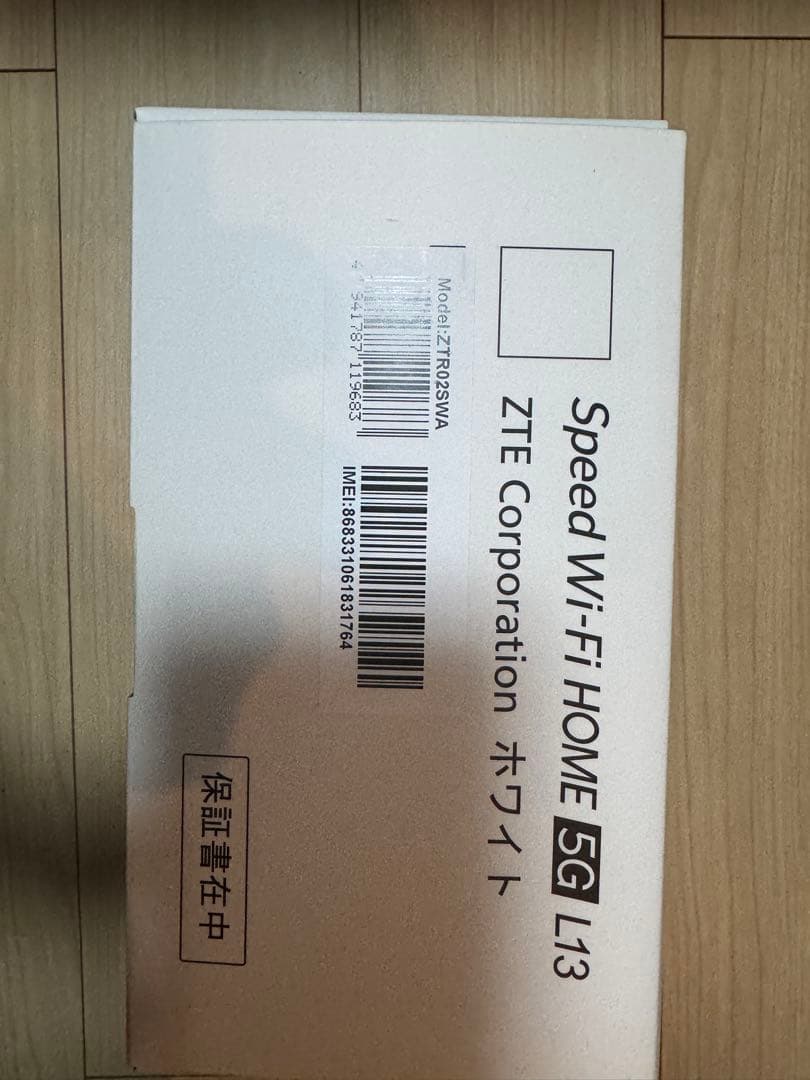 Speed Wi-Fi HOME 5G L13
ZTE Corporation ホワイト
Model:ZTR02SWA
4 941787 119683
IMEI:868331061831764
保証書在中